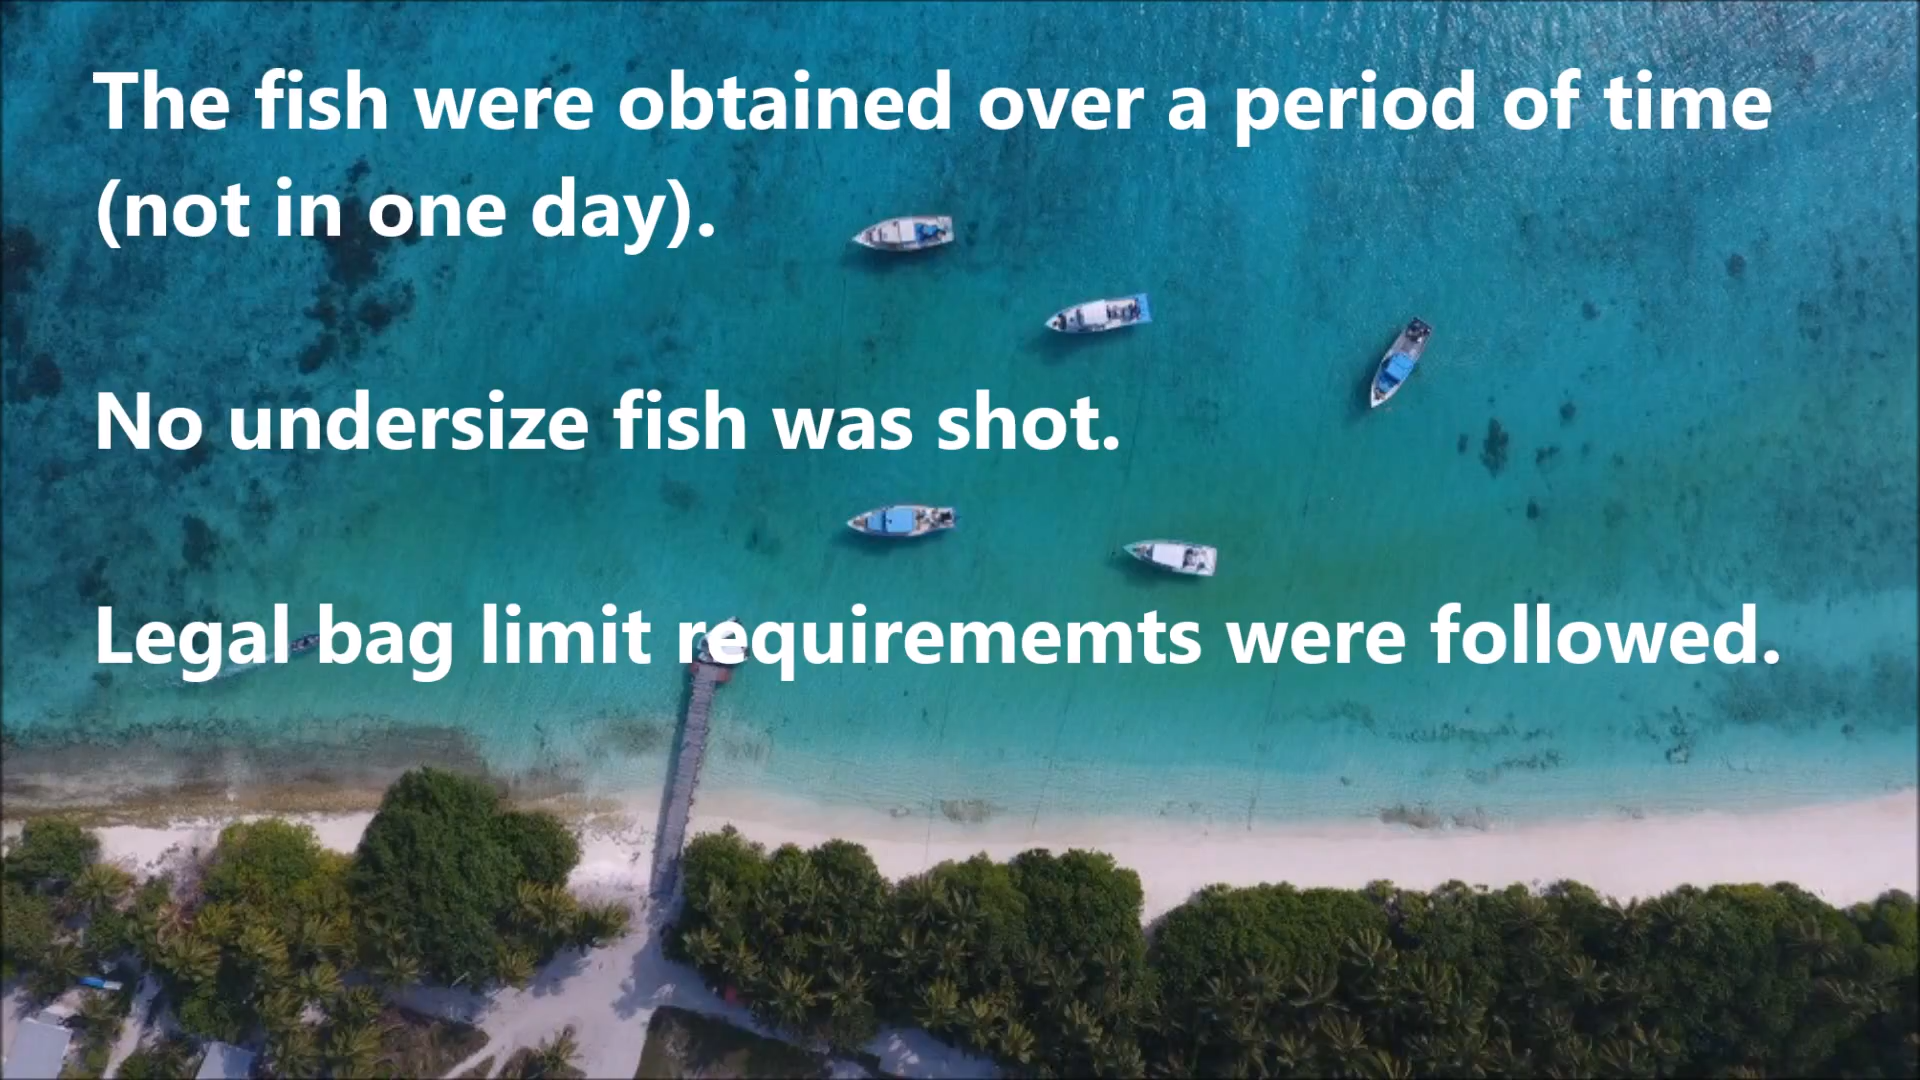 The fish were obtained over a period of time
(not in one day).
No undersize fish was shot.
Legal bag limit requirememts were followed.